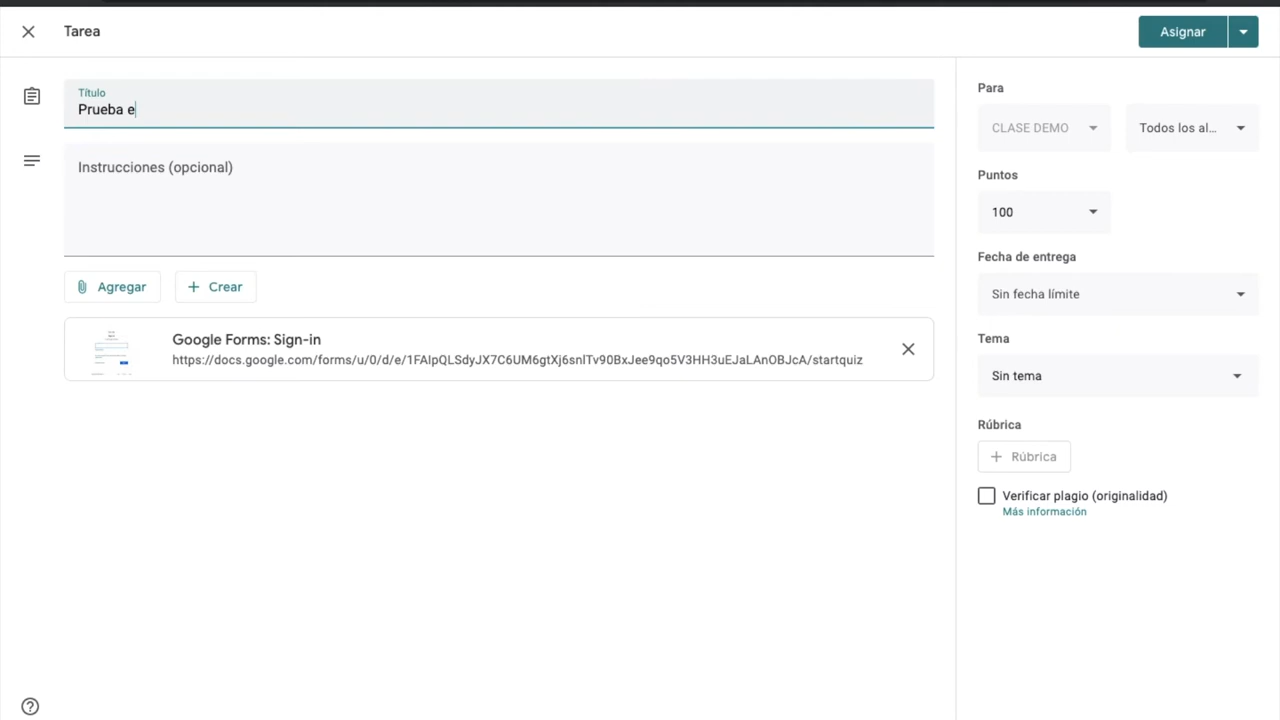 Tarea
Asignar
Título
Prueba e
Instrucciones (opcional)
Agregar
Crear
Google Forms: Sign-in
https://docs.google.com/forms/u/0/d/e/1FAIpQLSdyJX7C6UM6gtXj6snlTv90BxJee9qo5V3HH3uEJaLAnOBJcA/startquiz
Para
CLASE DEMO
Todos los al...
Puntos
100
Fecha de entrega
Sin fecha límite
Tema
Sin tema
Rúbrica
Rúbrica
Verificar plagio (originalidad)
Más información